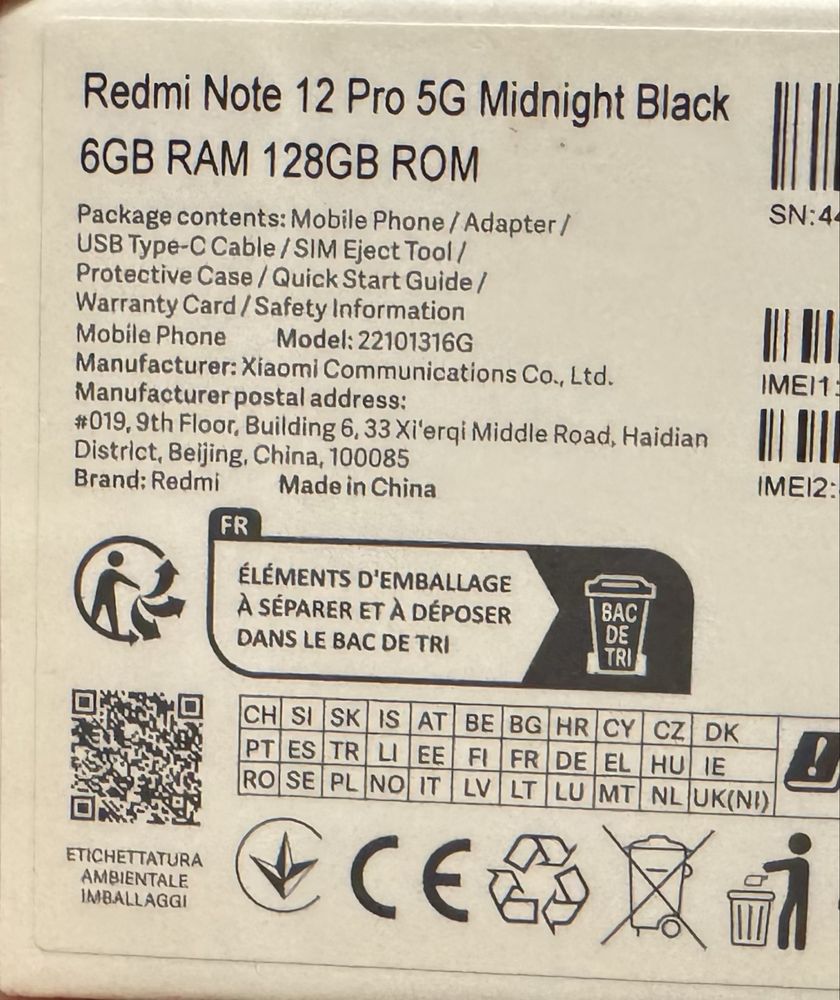 Redmi Note 12 Pro 5G Midnight Black
6GB RAM 128GB ROM
Package contents: Mobile Phone / Adapter /
USB Type-C Cable / SIM Eject Tool /
Protective Case / Quick Start Guide /
Warranty Card / Safety Information
Mobile Phone Model: 22101316G
Manufacturer: Xiaomi Communications Co., Ltd.
Manufacturer postal address:
#019, 9th Floor, Building 6, 33 Xi'erqi Middle Road, Haidian
District, Beijing, China, 100085
Brand: Redmi Made in China
SN:44
IMEI1:
IMEI2:
FR
ÉLÉMENTS D'EMBALLAGE
À SÉPARER ET À DÉPOSER
DANS LE BAC DE TRI
BAC
DE
TRI
CH SI SK IS AT BE BG HR CY CZ DK
PT ES TR LI EE FI FR DE EL HU IE
RO SE PL NO IT LV LT LU MT NL UK(NI)
ETICHETTATURA
AMBIENTALE
IMBALLAGGI
CE